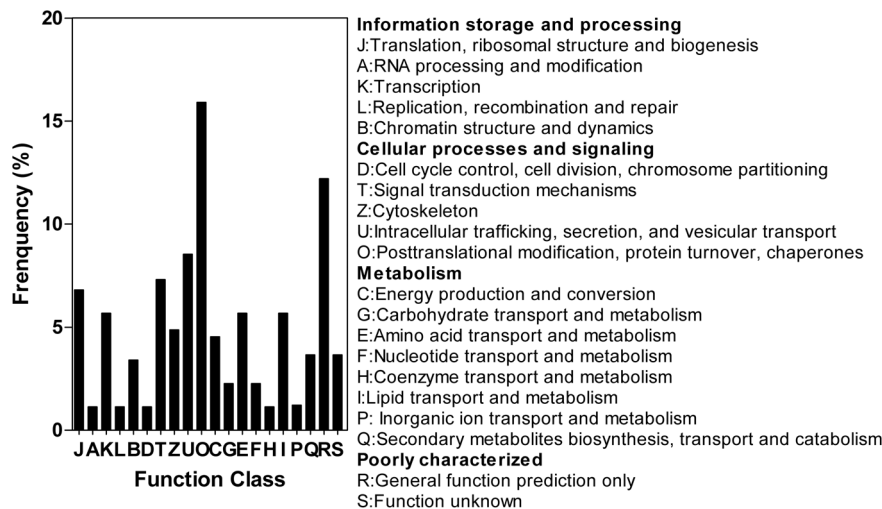 20
15
10
5
0
Frenquency (%)
J A K L B D T Z U O C G E F H I P Q R S
Function Class
Information storage and processing
J:Translation, ribosomal structure and biogenesis
A:RNA processing and modification
K:Transcription
L:Replication, recombination and repair
B:Chromatin structure and dynamics
Cellular processes and signaling
D:Cell cycle control, cell division, chromosome partitioning
T:Signal transduction mechanisms
Z:Cytoskeleton
U:Intracellular trafficking, secretion, and vesicular transport
O:Posttranslational modification, protein turnover, chaperones
Metabolism
C:Energy production and conversion
G:Carbohydrate transport and metabolism
E:Amino acid transport and metabolism
F:Nucleotide transport and metabolism
H:Coenzyme transport and metabolism
I:Lipid transport and metabolism
P: Inorganic ion transport and metabolism
Q:Secondary metabolites biosynthesis, transport and catabolism
Poorly characterized
R:General function prediction only
S:Function unknown